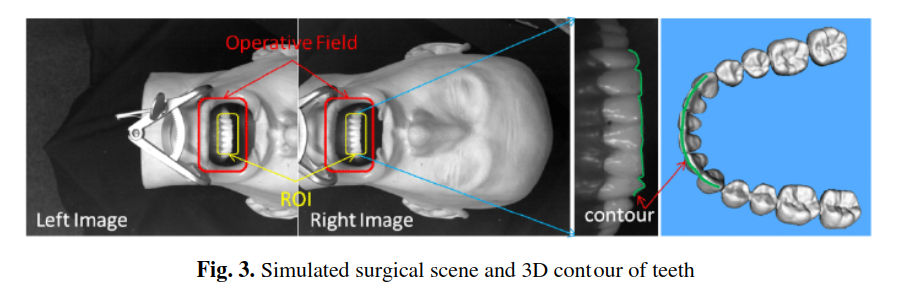 Operative Field
ROI
Left Image
Right Image
contour
Fig. 3. Simulated surgical scene and 3D contour of teeth